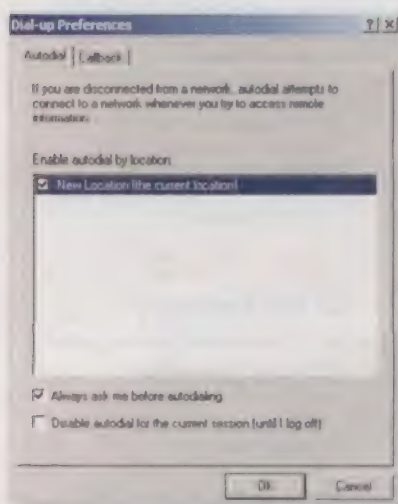 Dial-up Preferences
Autodial
Callback
If you are disconnected from a network, autodial attempts to
connect to a network whenever you try to access remote
information.
Enable autodial by location:
New Location (the current location)
Always ask me before autodialing
Disable autodial for the current session (until I log off)
OK
Cancel